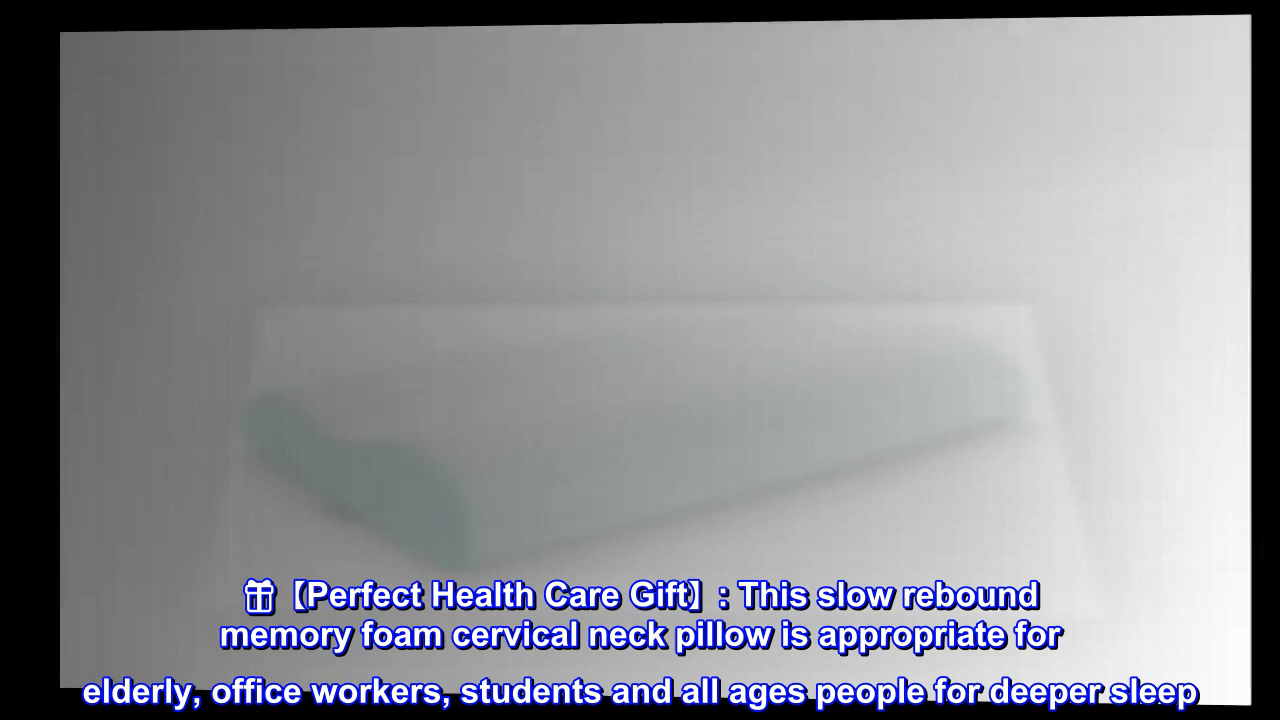 🎁【Perfect Health Care Gift】: This slow rebound
memory foam cervical neck pillow is appropriate for
elderly, office workers, students and all ages people for deeper sleep